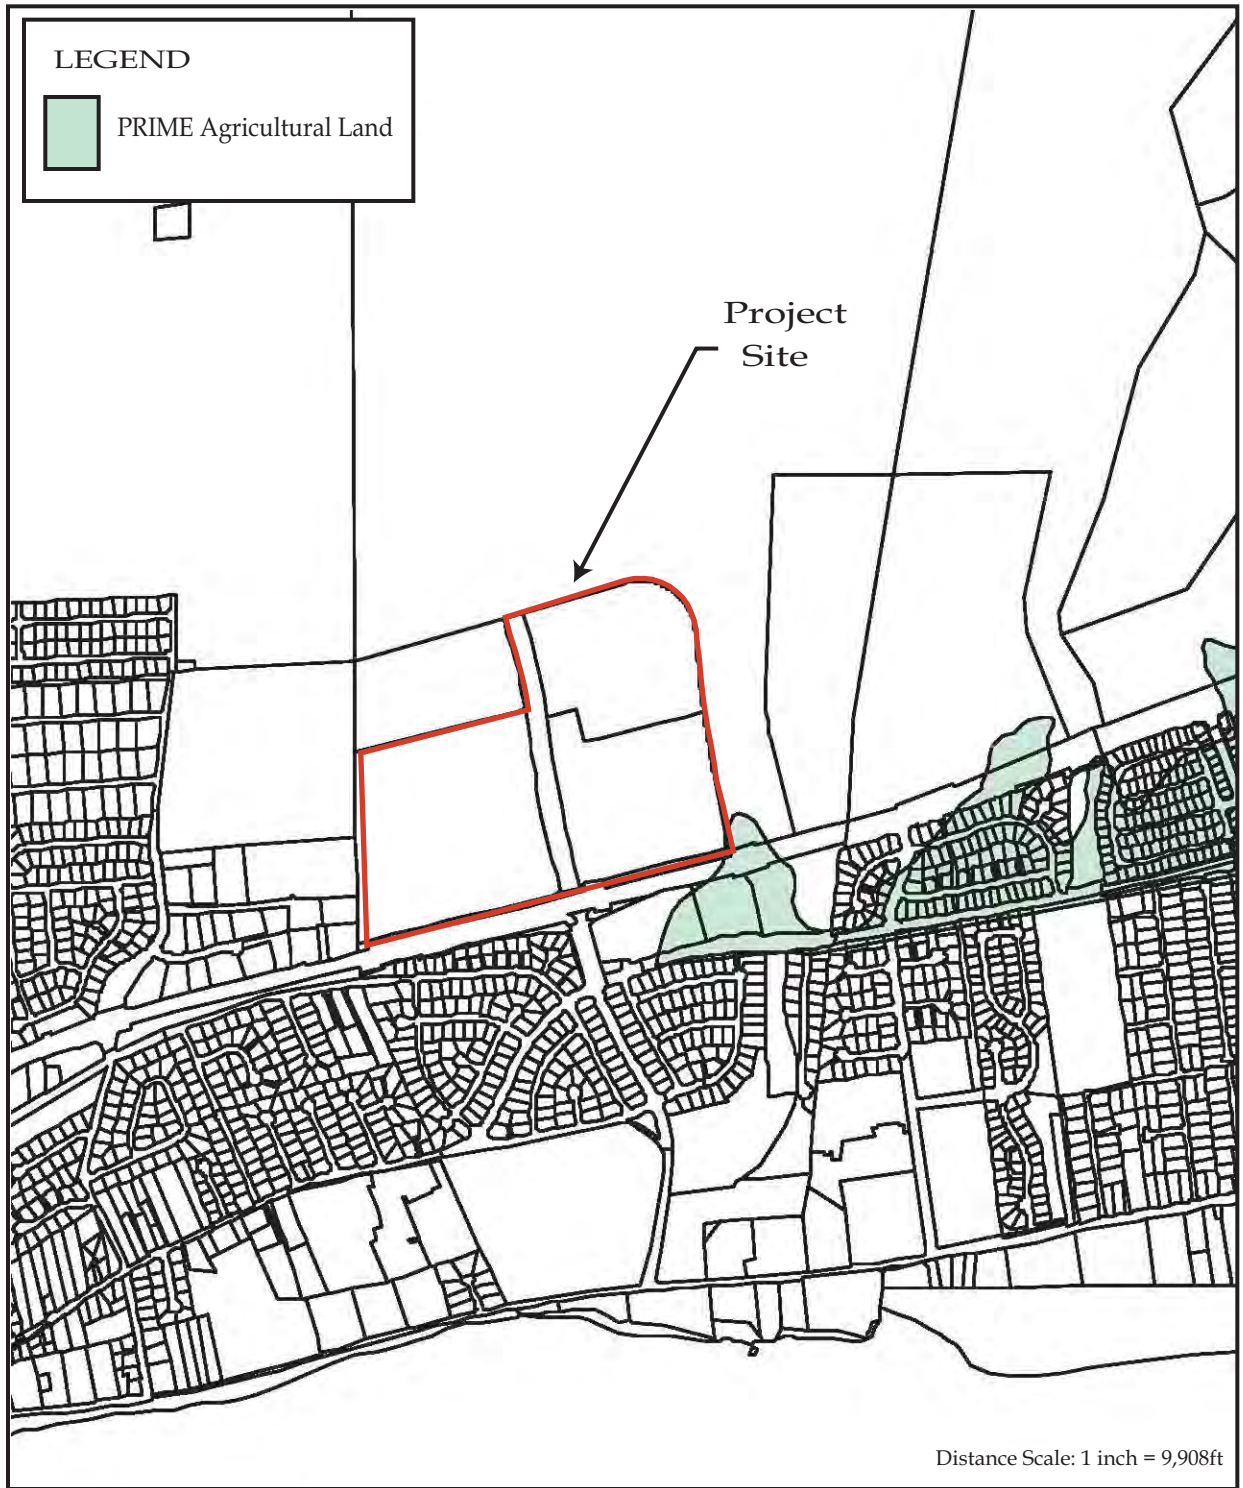 LEGEND
PRIME Agricultural Land
Project
Site
Distance Scale: 1 inch = 9,908ft